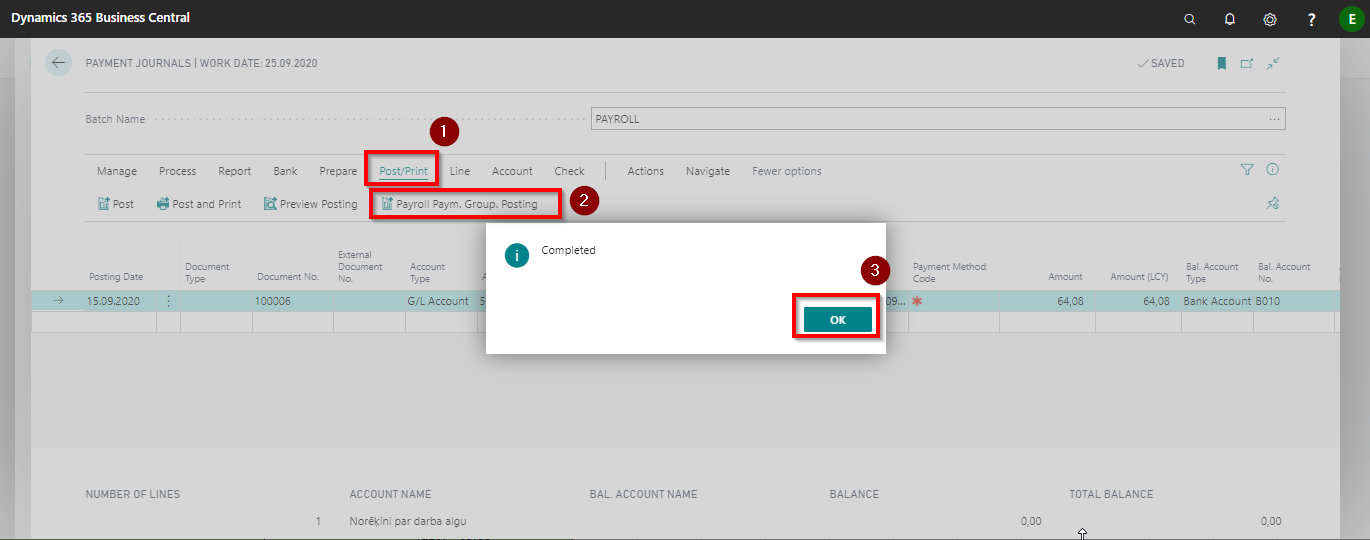 Dynamics 365 Business Central
?
E
PAYMENT JOURNALS | WORK DATE: 25.09.2020
SAVED
Batch Name
PAYROLL
...
1
Manage Process Report Bank Prepare Post/Print Line Account Check Actions Navigate Fewer options
Post Post and Print Preview Posting Payroll Paym. Group. Posting
2
i
Completed
3
OK
Posting Date
Document
Type
Document No.
External
Document
No.
Account
Type
Payment Method
Code
Amount
Amount (LCY)
Bal. Account
Type
Bal. Account
No.
15.09.2020 100006 G/L Account 5 09... * 64,08 64,08 Bank Account B010
NUMBER OF LINES ACCOUNT NAME BAL. ACCOUNT NAME BALANCE TOTAL BALANCE
1 Norēķini par darba algu 0,00 0,00